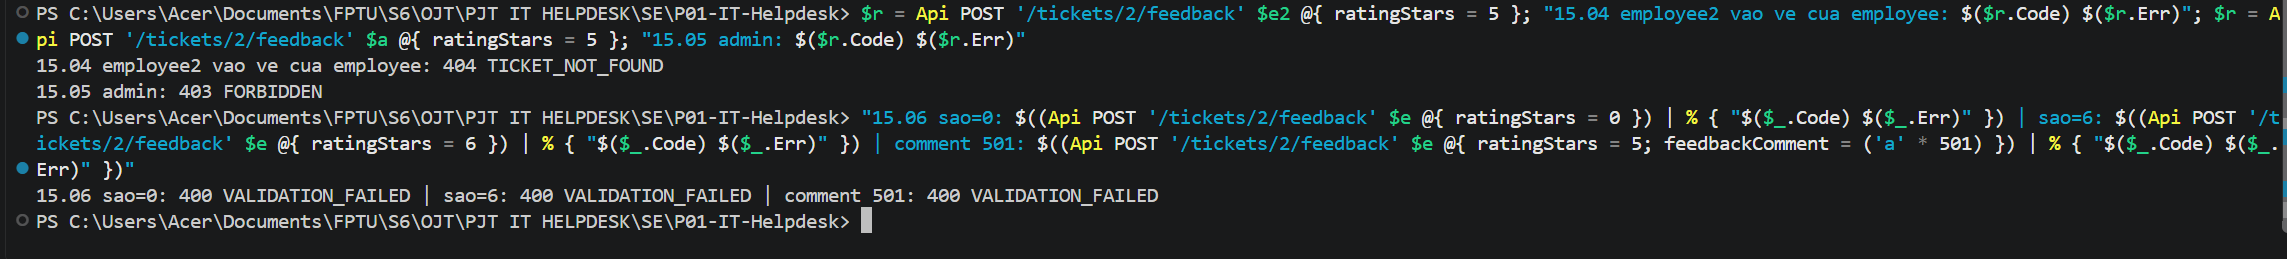 PS C:\Users\Acer\Documents\FPTU\S6\OJT\PJT IT HELPDESK\SE\P01-IT-Helpdesk> $r = Api POST '/tickets/2/feedback' $e2 @{ ratingStars = 5 }; "15.04 employee2 vao ve cua employee: $($r.Code) $($r.Err)"; $r = A
pi POST '/tickets/2/feedback' $a @{ ratingStars = 5 }; "15.05 admin: $($r.Code) $($r.Err)"
15.04 employee2 vao ve cua employee: 404 TICKET_NOT_FOUND
15.05 admin: 403 FORBIDDEN
PS C:\Users\Acer\Documents\FPTU\S6\OJT\PJT IT HELPDESK\SE\P01-IT-Helpdesk> "15.06 sao=0: $((Api POST '/tickets/2/feedback' $e @{ ratingStars = 0 }) | % { "$($_.Code) $($_.Err)" }) | sao=6: $((Api POST '/t
ickets/2/feedback' $e @{ ratingStars = 6 }) | % { "$($_.Code) $($_.Err)" }) | comment 501: $((Api POST '/tickets/2/feedback' $e @{ ratingStars = 5; feedbackComment = ('a' * 501) }) | % { "$($_.Code) $($_.
Err)" })"
15.06 sao=0: 400 VALIDATION_FAILED | sao=6: 400 VALIDATION_FAILED | comment 501: 400 VALIDATION_FAILED
PS C:\Users\Acer\Documents\FPTU\S6\OJT\PJT IT HELPDESK\SE\P01-IT-Helpdesk>